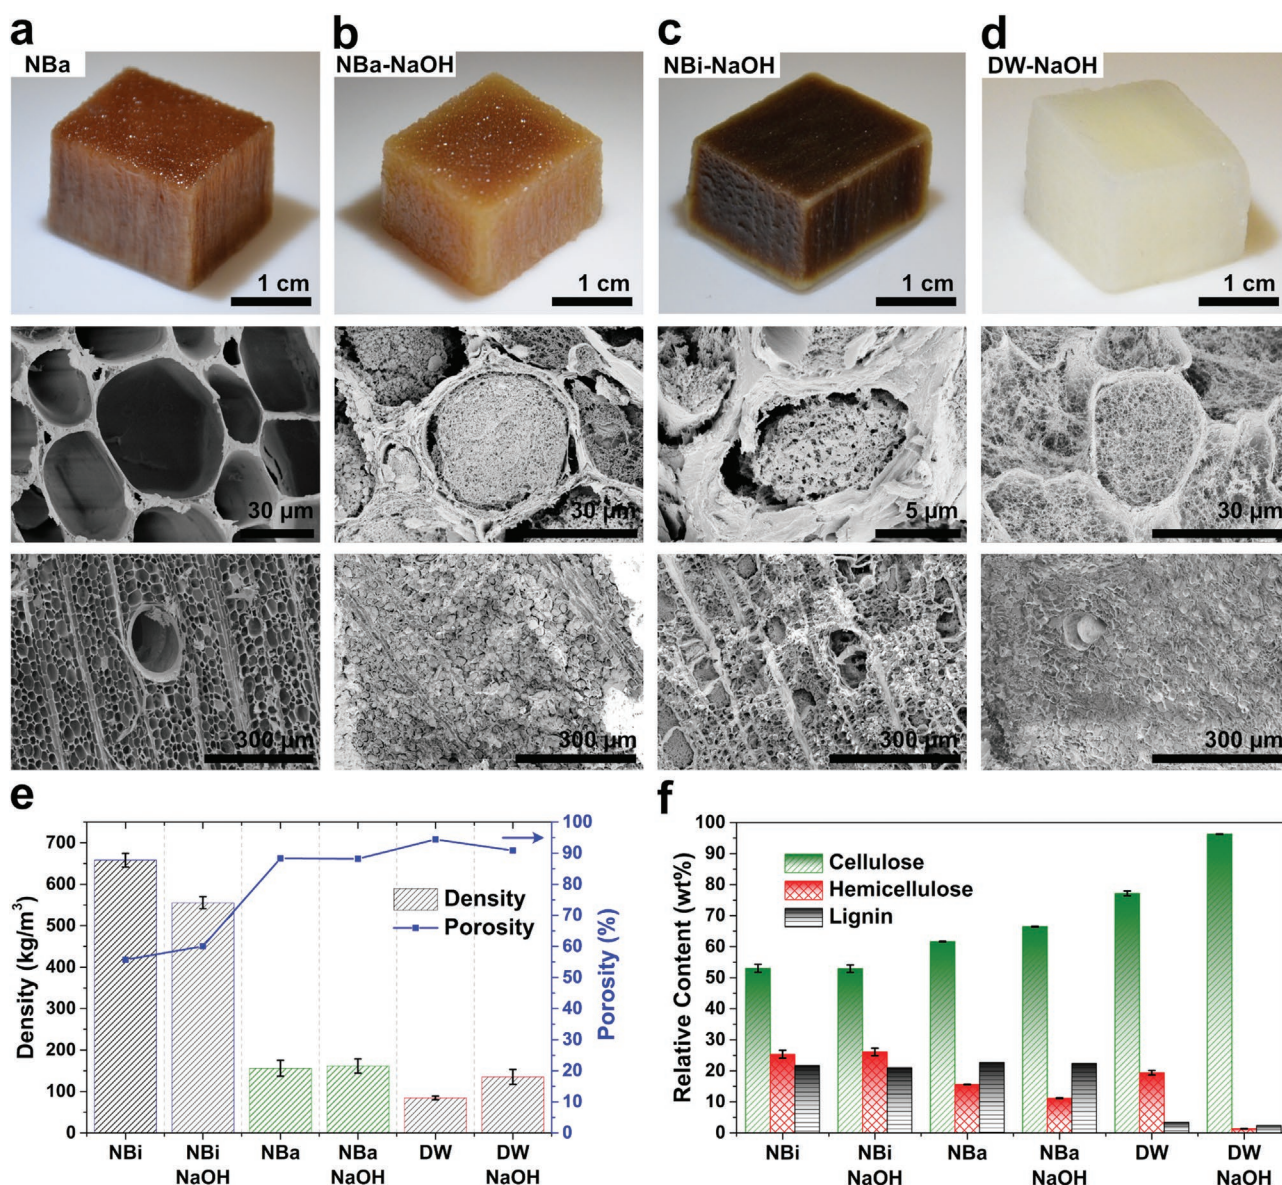 a
NBa
1 cm
b
NBa-NaOH
1 cm
c
NBi-NaOH
1 cm
d
DW-NaOH
1 cm
30 µm
30 µm
5 µm
30 µm
300 µm
300 µm
300 µm
300 µm
e
Density (kg/m³)
700
600
500
400
300
200
100
0
Density
Porosity
100
90
80
70
60
50
40
30
20
10
0
Porosity (%)
NBi
NBi
NaOH
NBa
NBa
NaOH
DW
DW
NaOH
f
Relative Content (wt%)
100
90
80
70
60
50
40
30
20
10
0
Cellulose
Hemicellulose
Lignin
NBi
NBi
NaOH
NBa
NBa
NaOH
DW
DW
NaOH